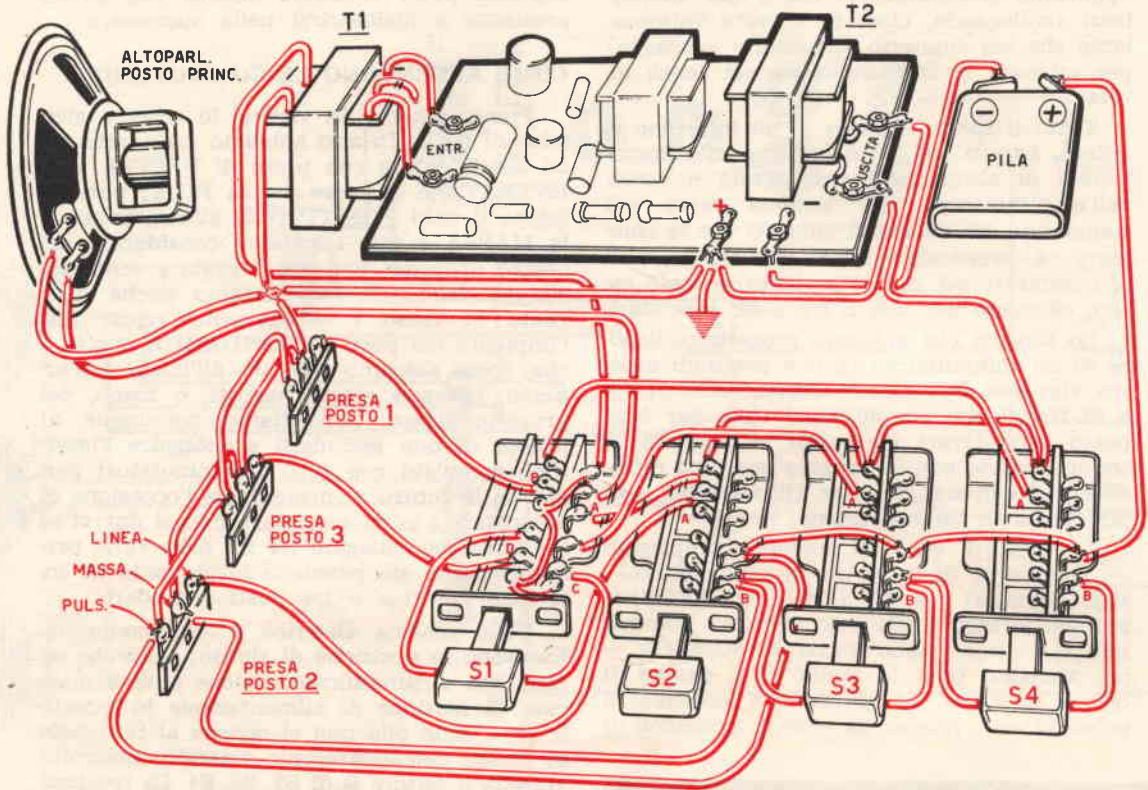 T1
T2
ALTOPARL.
POSTO PRINC.
ENTR.
USCITA
+
−
+
PILA
PRESA
POSTO 1
PRESA
POSTO 3
LINEA
MASSA
PULS.
PRESA
POSTO 2
B
A
D
C
A
B
A
B
A
B
S1
S2
S3
S4